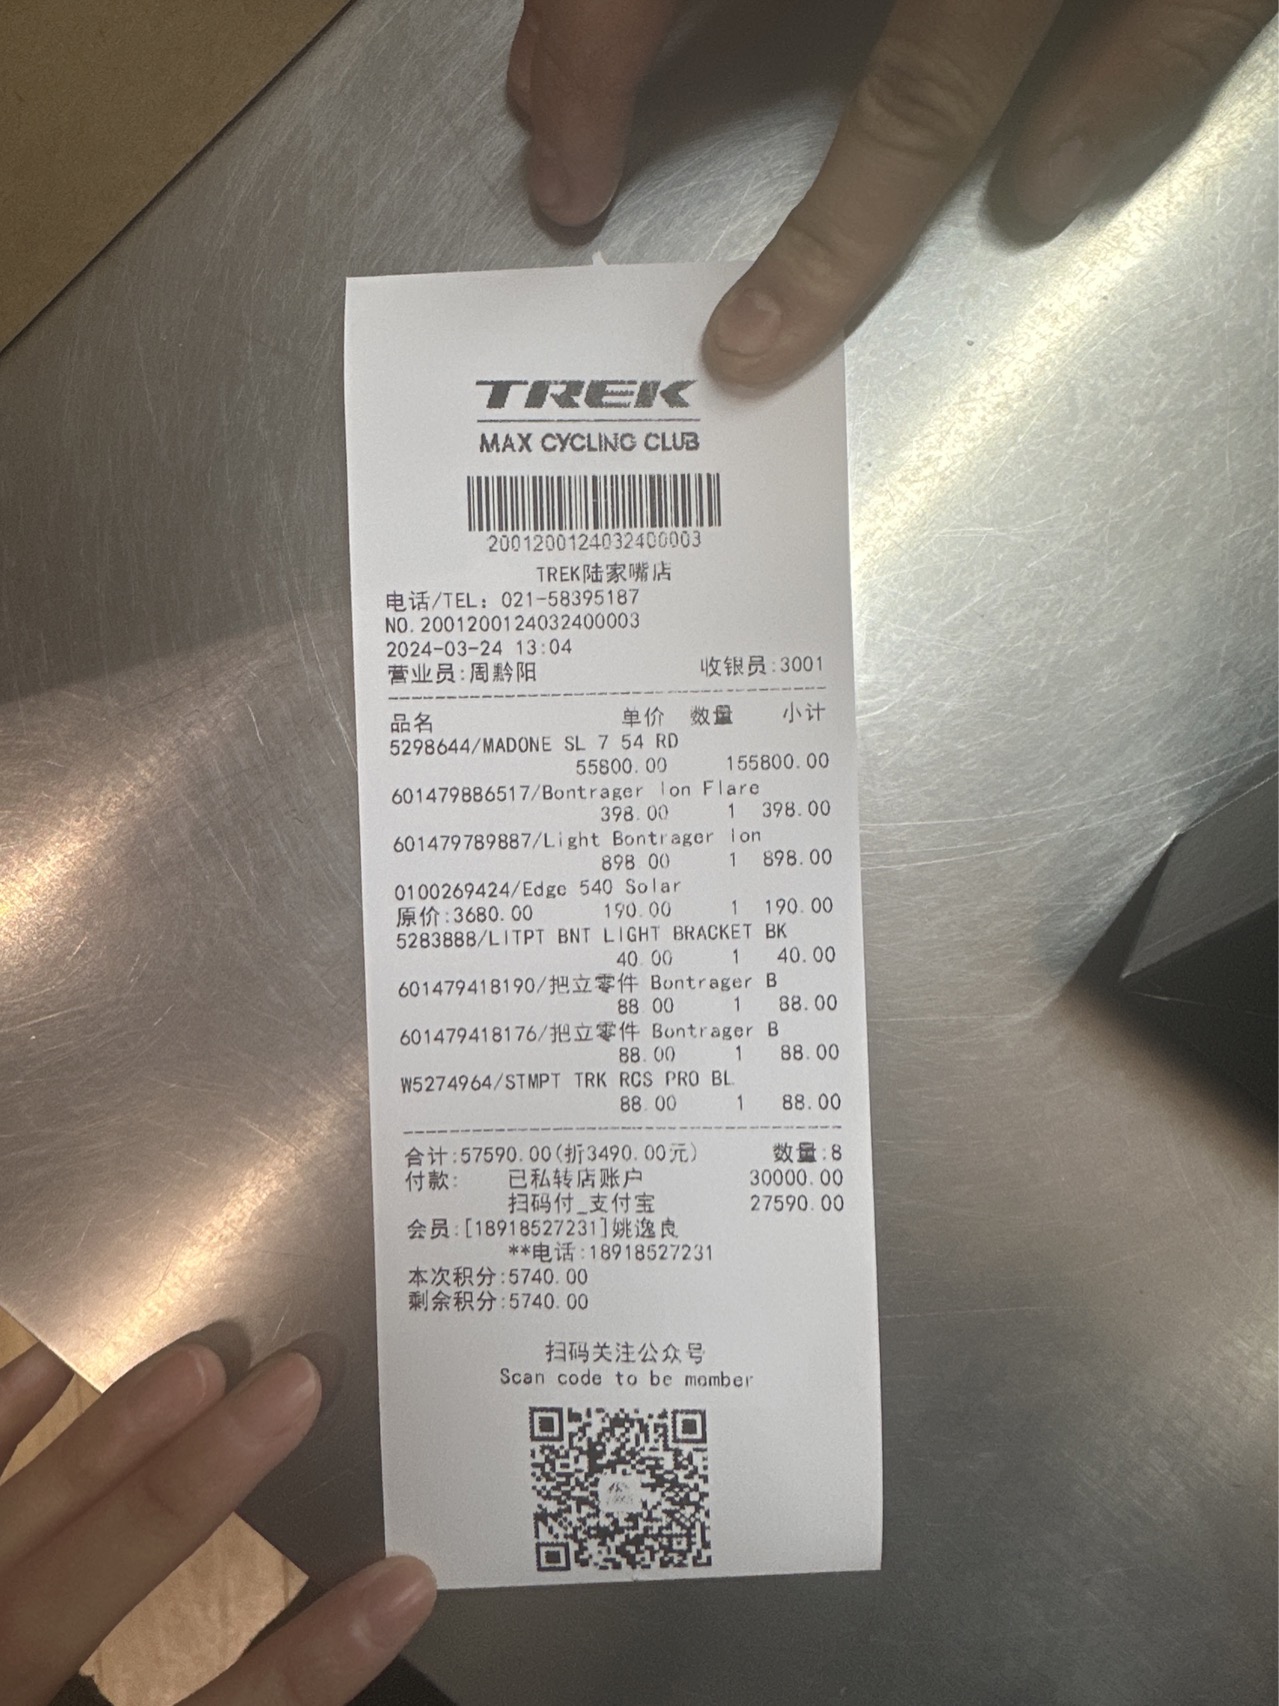 TREK
MAX CYCLING CLUB
2001200124032400003
TREK陆家嘴店
电话/TEL: 021-58395187
NO.2001200124032400003
2024-03-24 13:04
营业员:周黔阳 收银员:3001
品名 单价 数量 小计
5298644/MADONE SL 7 54 RD
55800.00 155800.00
601479886517/Bontrager Ion Flare
398.00 1 398.00
601479789887/Light Bontrager Ion
898.00 1 898.00
0100269424/Edge 540 Solar
原价:3680.00 190.00 1 190.00
5283888/LITPT BNT LIGHT BRACKET BK
40.00 1 40.00
601479418190/把立零件 Bontrager B
88.00 1 88.00
601479418176/把立零件 Bontrager B
88.00 1 88.00
W5274964/STMPT TRK RCS PRO BL
88.00 1 88.00
合计:57590.00(折3490.00元) 数量:8
付款: 已私转店账户 30000.00
扫码付_支付宝 27590.00
会员:[18918527231]姚逸良
**电话:18918527231
本次积分:5740.00
剩余积分:5740.00
扫码关注公众号
Scan code to be member